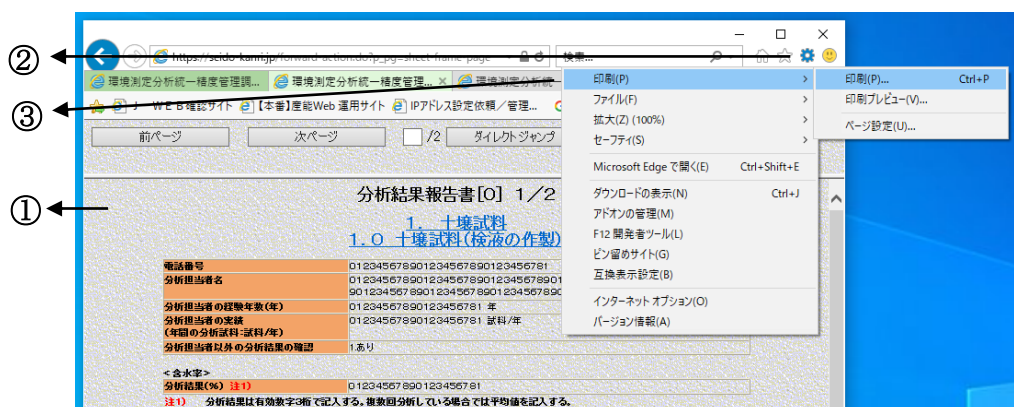 ②
https://seido-kanri.jp/forward-action.do?p_pg=sheet-frame-page
検索...
環境測定分析統一精度管理調...
環境測定分析統一精度管理...
環境測定分析統
③
WEB確認サイト
【本番】産能Web 運用サイト
IPアドレス設定依頼／管理...
前ページ
次ページ
/2
ダイレクトジャンプ
印刷(P)
ファイル(F)
拡大(Z) (100%)
セーフティ(S)
Microsoft Edge で開く(E) Ctrl+Shift+E
ダウンロードの表示(N) Ctrl+J
アドオンの管理(M)
F12 開発者ツール(L)
ピン留めサイト(G)
互換表示設定(B)
インターネット オプション(O)
バージョン情報(A)
印刷(P)... Ctrl+P
印刷プレビュー(V)...
ページ設定(U)...
①
分析結果報告書[0] 1／2
1. 土壌試料
1.0 土壌試料(検液の作製)
電話番号 0123456789012345678901234567​81
分析担当者名 01234567890123456789012345678901
9012345678901234567890123456789​0
分析担当者の経験年数(年) 01234567890123456781 年
分析担当者の実績 01234567890123456781 試料/年
(年間の分析試料:試料/年)
分析担当者以外の分析結果の確認 1.あり
<含水率>
分析結果(%) 注1) 01234567890123456781
注1) 分析結果は有効数字3桁で記入する。複数回分析している場合では平均値を記入する。